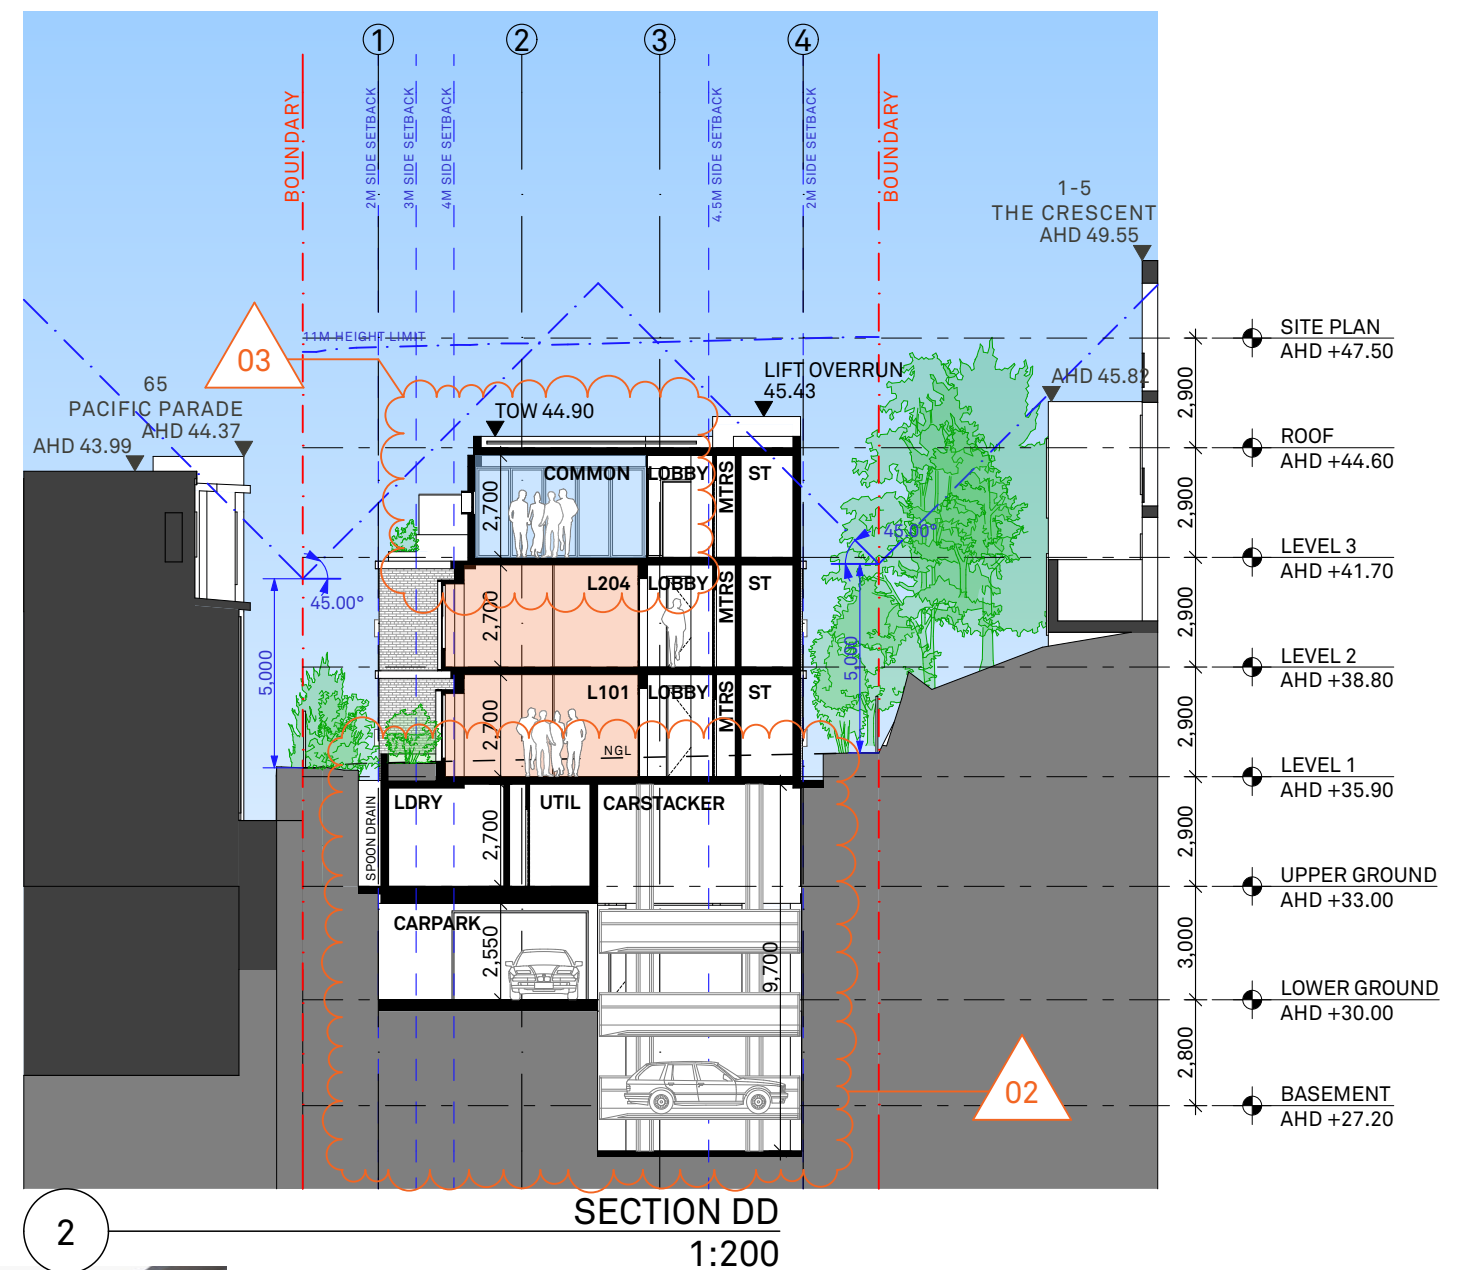 1
2
3
4
BOUNDARY
2M SIDE SETBACK
3M SIDE SETBACK
4M SIDE SETBACK
4.5M SIDE SETBACK
2M SIDE SETBACK
BOUNDARY
1-5
THE CRESCENT
AHD 49.55
11M HEIGHT LIMIT
03
SITE PLAN
AHD +47.50
LIFT OVERRUN
45.43
AHD 45.82
65
PACIFIC PARADE
AHD 44.37
AHD 43.99
TOW 44.90
2,900
ROOF
AHD +44.60
COMMON
LOBBY
MTRS
ST
2,700
45.00°
2,900
LEVEL 3
AHD +41.70
45.00°
L204
LOBBY
MTRS
ST
2,700
2,900
5,000
5,000
LEVEL 2
AHD +38.80
L101
LOBBY
MTRS
ST
2,700
NGL
2,900
LEVEL 1
AHD +35.90
SPOON DRAIN
LDRY
2,700
UTIL
CARSTACKER
2,900
UPPER GROUND
AHD +33.00
CARPARK
2,550
9,700
3,000
LOWER GROUND
AHD +30.00
2,800
02
BASEMENT
AHD +27.20
2
SECTION DD
1:200